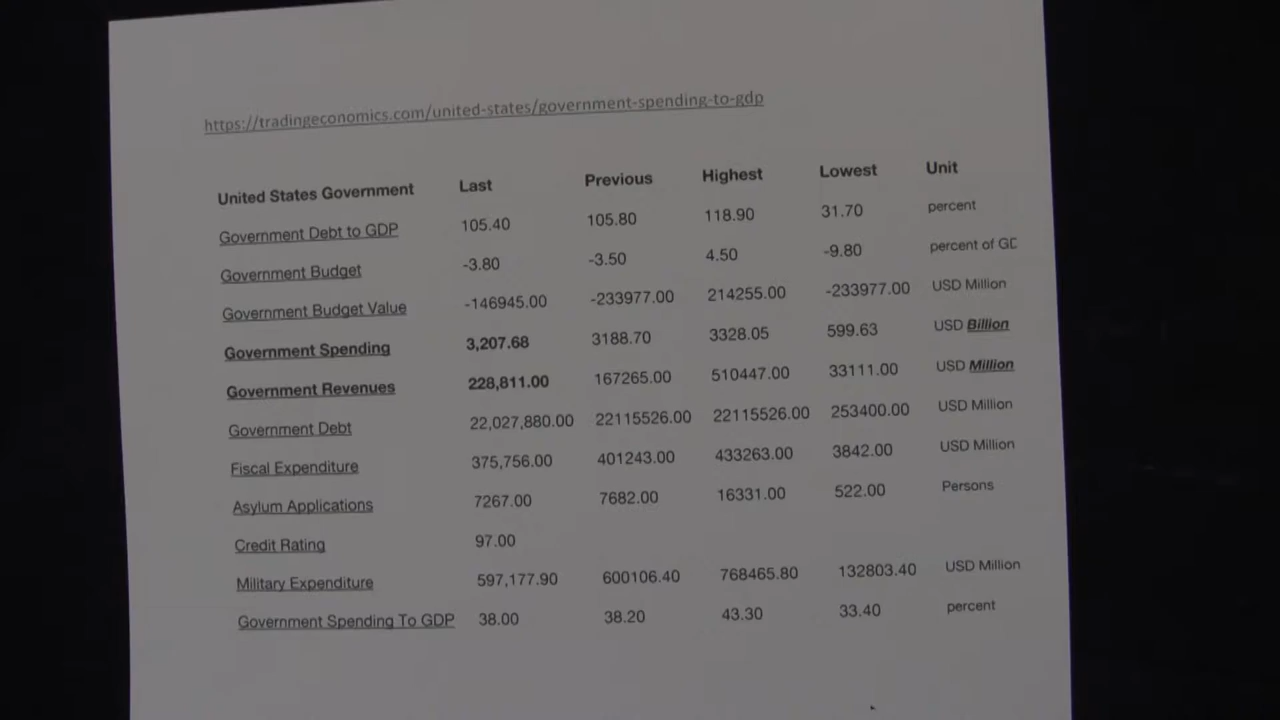 https://tradingeconomics.com/united-states/government-spending-to-gdp
United States Government Last Previous Highest Lowest Unit
Government Debt to GDP 105.40 105.80 118.90 31.70 percent
Government Budget -3.80 -3.50 4.50 -9.80 percent of GD
Government Budget Value -146945.00 -233977.00 214255.00 -233977.00 USD Million
Government Spending 3,207.68 3188.70 3328.05 599.63 USD Billion
Government Revenues 228,811.00 167265.00 510447.00 33111.00 USD Million
Government Debt 22,027,880.00 22115526.00 22115526.00 253400.00 USD Million
Fiscal Expenditure 375,756.00 401243.00 433263.00 3842.00 USD Million
Asylum Applications 7267.00 7682.00 16331.00 522.00 Persons
Credit Rating 97.00
Military Expenditure 597,177.90 600106.40 768465.80 132803.40 USD Million
Government Spending To GDP 38.00 38.20 43.30 33.40 percent